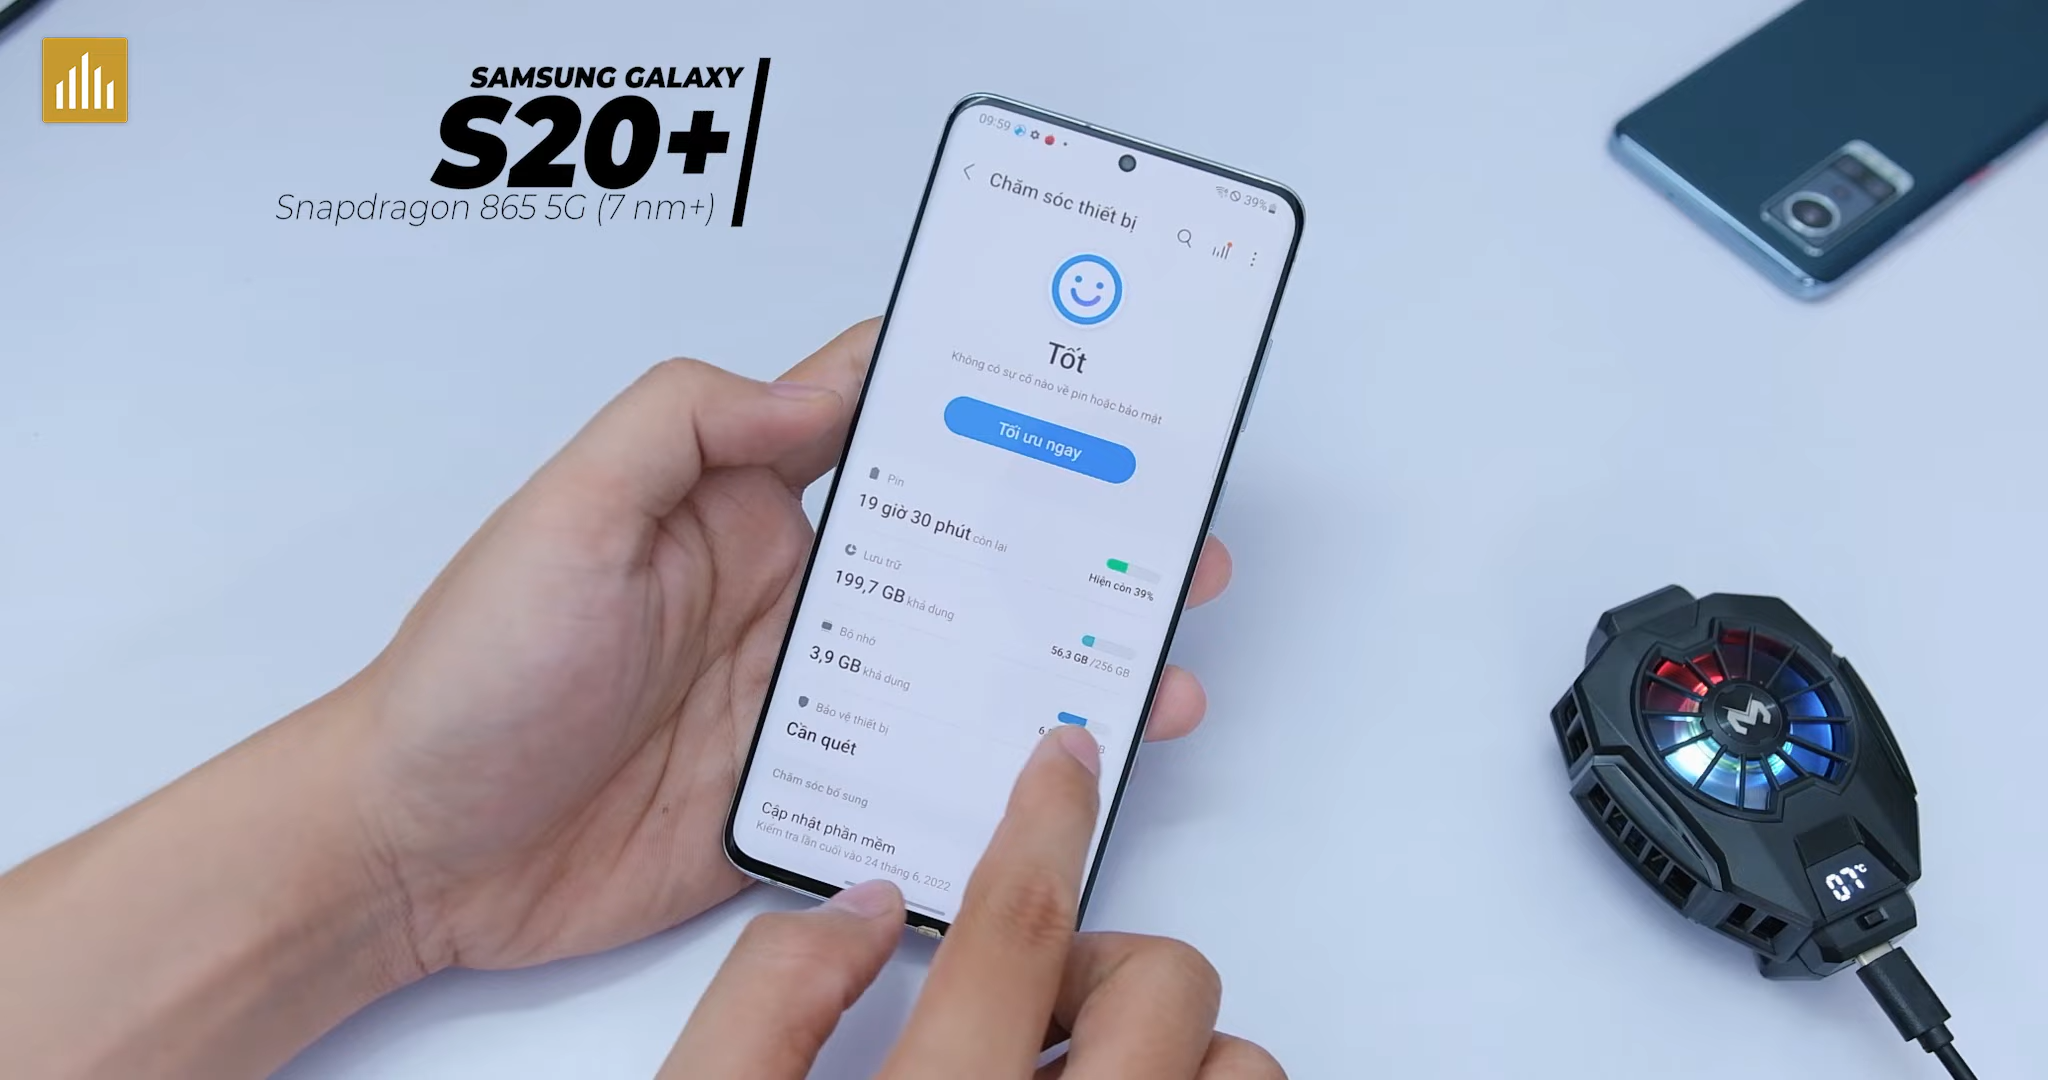 SAMSUNG GALAXY
S20+
Snapdragon 865 5G (7 nm+)
09:59
39%
Chăm sóc thiết bị
Tốt
Không có sự cố nào về pin hoặc bảo mật
Tối ưu ngay
Pin
19 giờ 30 phút còn lại
Hiện còn 39%
Lưu trữ
199,7 GB khả dụng
56,3 GB /256 GB
Bộ nhớ
3,9 GB khả dụng
Bảo vệ thiết bị
Cần quét
Chăm sóc bổ sung
Cập nhật phần mềm
Kiểm tra lần cuối vào 24 tháng 6, 2022
07°C